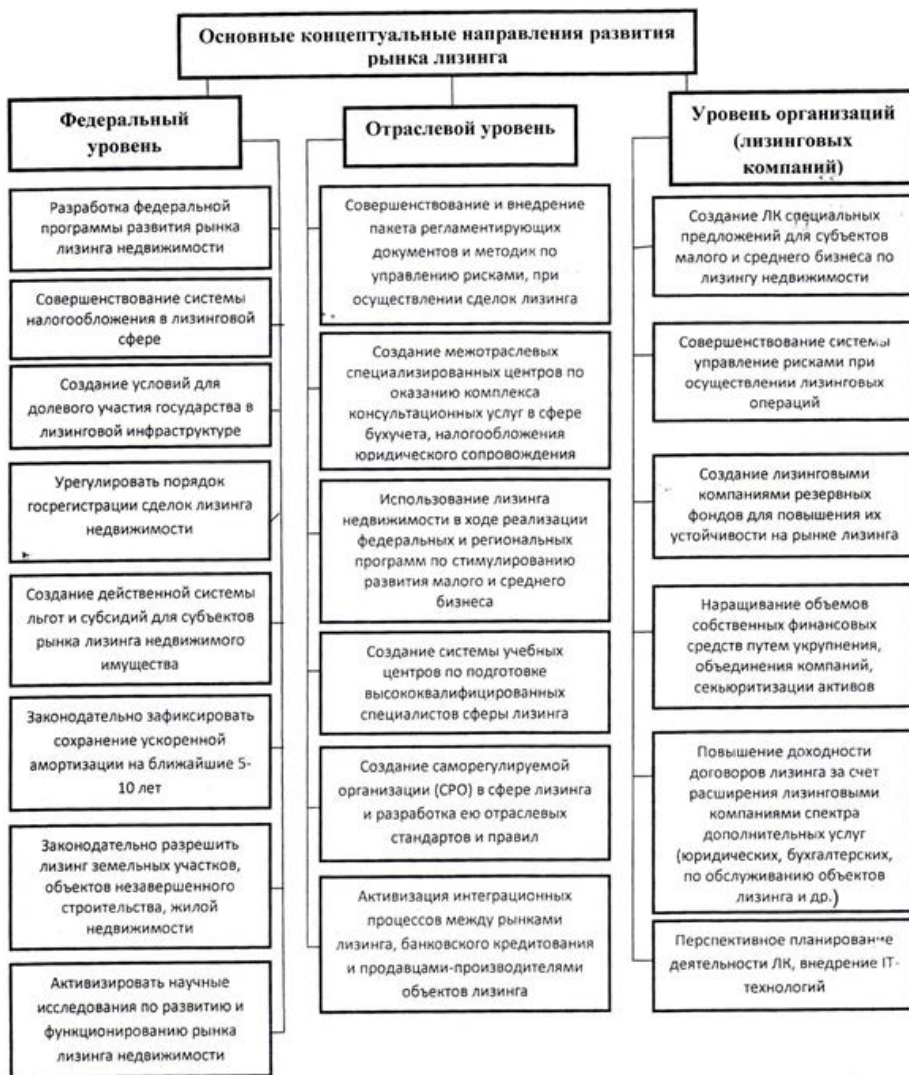 Основные концептуальные направления развития
рынка лизинга
Федеральный
уровень
Разработка федеральной
программы развития рынка
лизинга недвижимости
Совершенствование системы
налогообложения в лизинговой
сфере
Создание условий для
долевого участия государства в
лизинговой инфраструктуре
Урегулировать порядок
госрегистрации сделок лизинга
недвижимости
Создание действенной системы
льгот и субсидий для субъектов
рынка лизинга недвижимого
имущества
Законодательно зафиксировать
сохранение ускоренной
амортизации на ближайшие 5-
10 лет
Законодательно разрешить
лизинг земельных участков,
объектов незавершенного
строительства, жилой
недвижимости
Активизировать научные
исследования по развитию и
функционированию рынка
лизинга недвижимости
Отраслевой уровень
Совершенствование и внедрение
пакета регламентирующих
документов и методик по
управлению рисками, при
осуществлении сделок лизинга
Создание межотраслевых
специализированных центров по
оказанию комплекса
консультационных услуг в сфере
бухучета, налогообложения
юридического сопровождения
Использование лизинга
недвижимости в ходе реализации
федеральных и региональных
программ по стимулированию
развития малого и среднего
бизнеса
Создание системы учебных
центров по подготовке
высококвалифицированных
специалистов сферы лизинга
Создание саморегулируемой
организации (СРО) в сфере лизинга
и разработка ею отраслевых
стандартов и правил
Активизация интеграционных
процессов между рынками
лизинга, банковского кредитования
и продавцами-производителями
объектов лизинга
Уровень организаций
(лизинговых
компаний)
Создание ЛК специальных
предложений для субъектов
малого и среднего бизнеса по
лизингу недвижимости
Совершенствование системы
управление рисками при
осуществлении лизинговых
операций
Создание лизинговыми
компаниями резервных
фондов для повышения их
устойчивости на рынке лизинга
Наращивание объемов
собственных финансовых
средств путем укрупнения,
объединения компаний,
секьюритизации активов
Повышение доходности
договоров лизинга за счет
расширения лизинговыми
компаниями спектра
дополнительных услуг
(юридических, бухгалтерских,
по обслуживанию объектов
лизинга и др.)
Перспективное планирование
деятельности ЛК, внедрение IT-
технологий